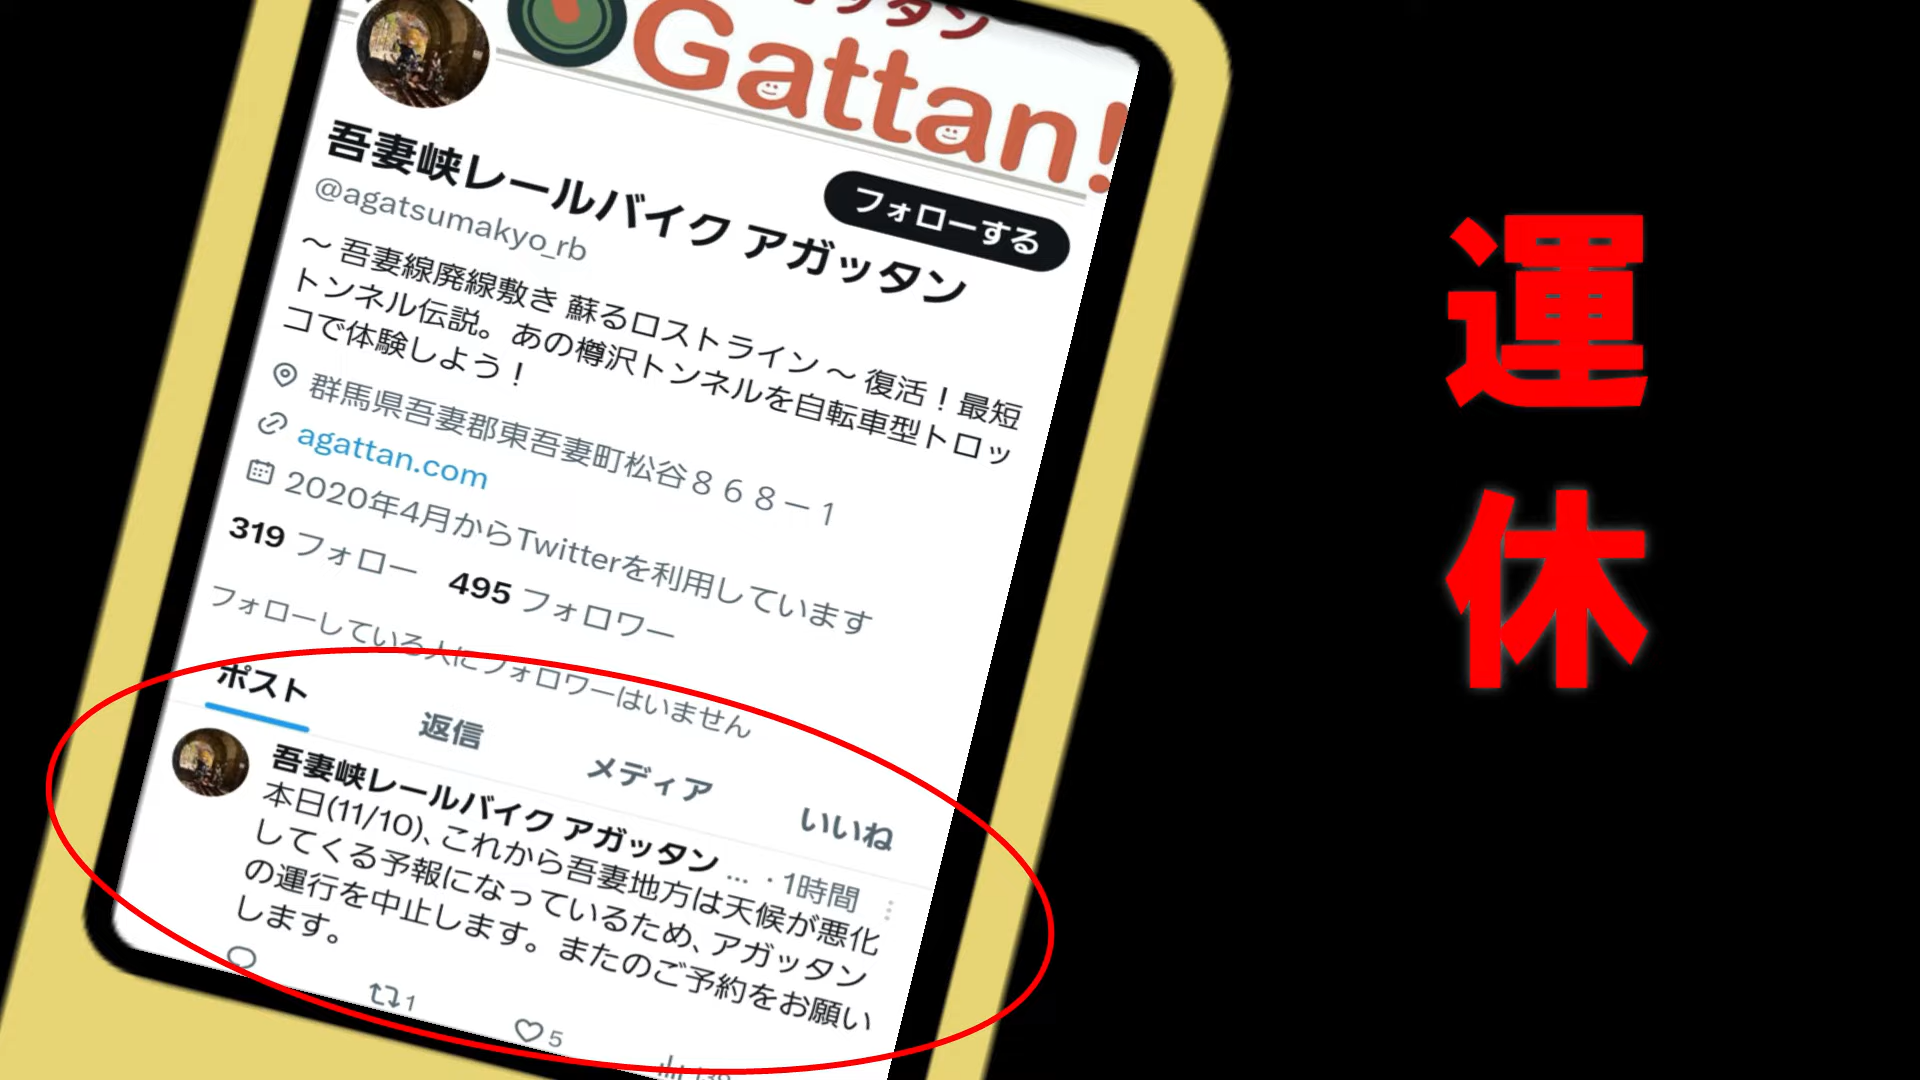 アガッタン
Gattan!
吾妻峡レールバイク アガッタン
フォローする
@agatsumakyo_rb
～吾妻線廃線敷き 蘇るロストライン～復活！最短
トンネル伝説。あの樽沢トンネルを自転車型トロッ
コで体験しよう！
群馬県吾妻郡東吾妻町松谷８６８－１
agattan.com
2020年4月からTwitterを利用しています
319 フォロー 495 フォロワー
フォローしている人にフォロワーはいません
ポスト 返信 メディア いいね
吾妻峡レールバイク アガッタン … ・1時間
本日(11/10)、これから吾妻地方は天候が悪化
してくる予報になっているため、アガッタン
の運行を中止します。またのご予約をお願い
します。
1 5
運
休